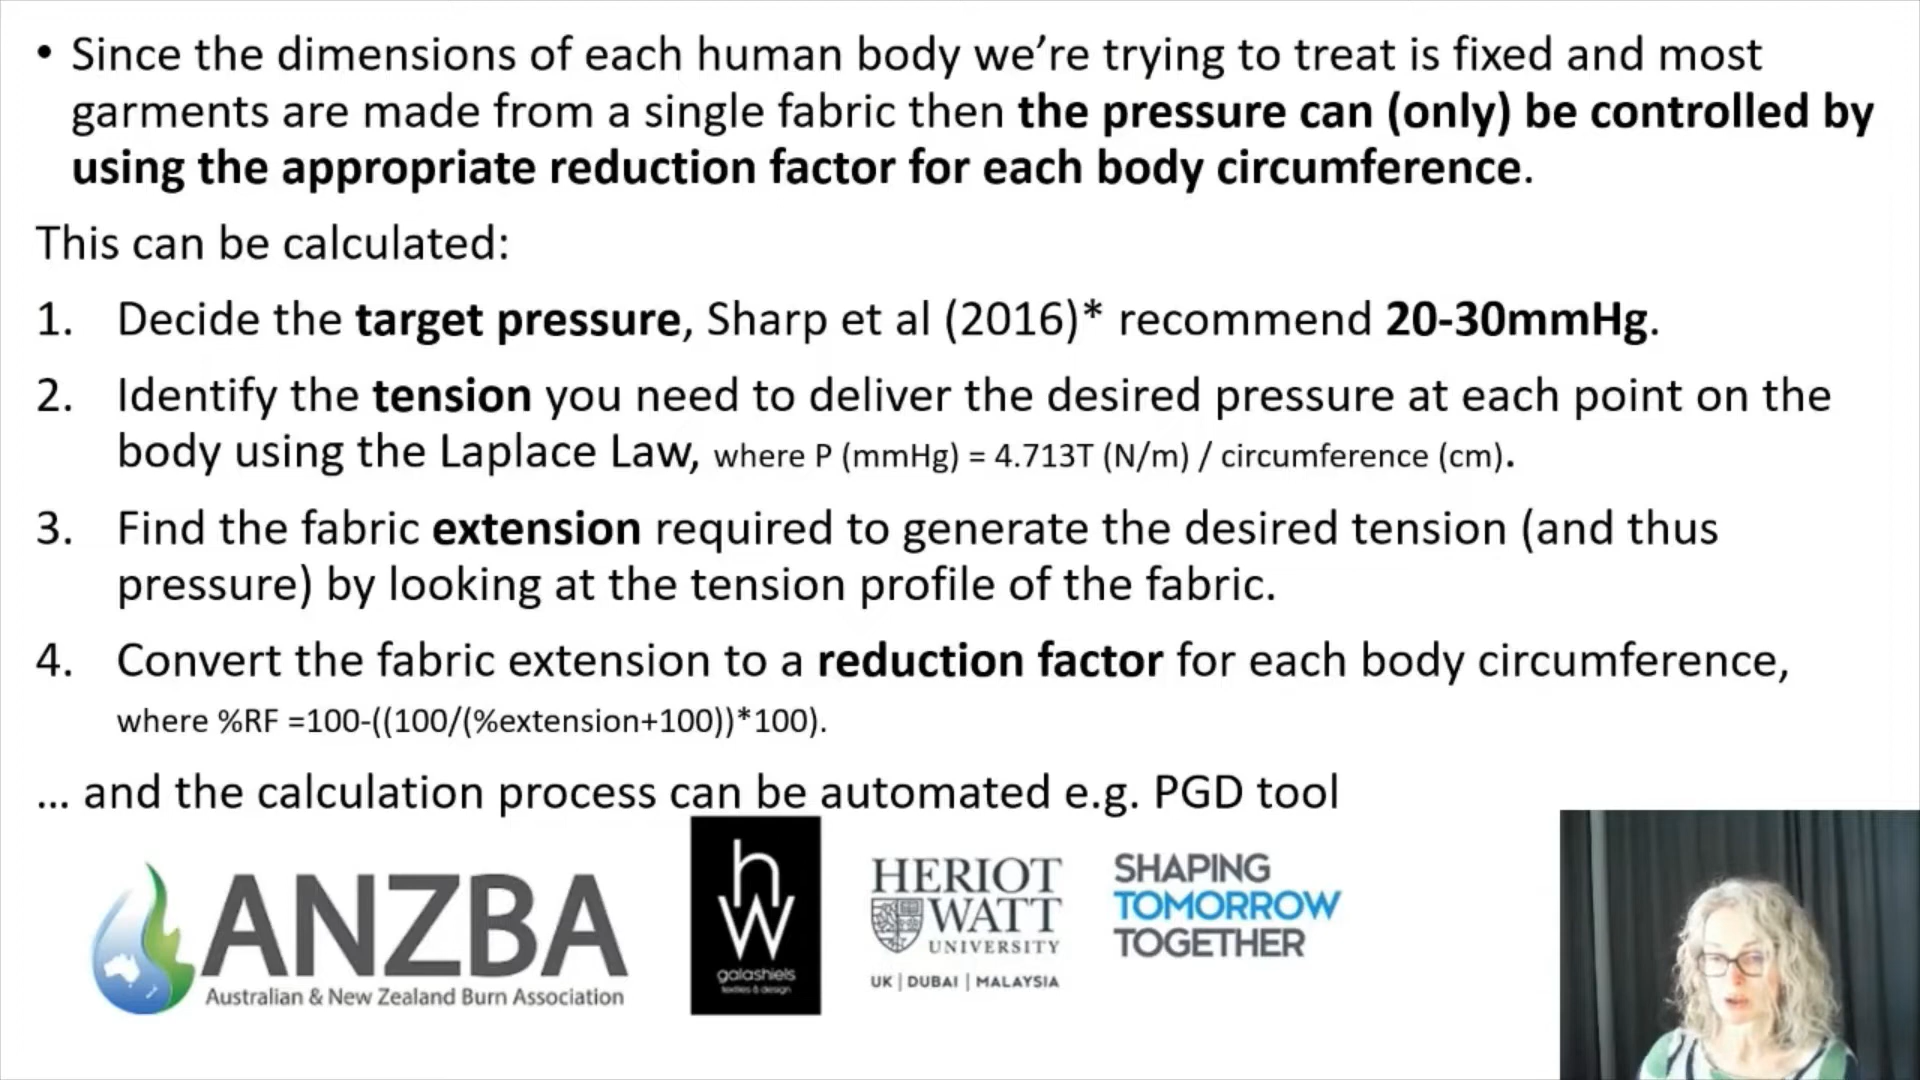 • Since the dimensions of each human body we’re trying to treat is fixed and most
garments are made from a single fabric then the pressure can (only) be controlled by
using the appropriate reduction factor for each body circumference.
This can be calculated:
1. Decide the target pressure, Sharp et al (2016)* recommend 20-30mmHg.
2. Identify the tension you need to deliver the desired pressure at each point on the
body using the Laplace Law, where P (mmHg) = 4.713T (N/m) / circumference (cm).
3. Find the fabric extension required to generate the desired tension (and thus
pressure) by looking at the tension profile of the fabric.
4. Convert the fabric extension to a reduction factor for each body circumference,
where %RF =100-((100/(%extension+100))*100).
... and the calculation process can be automated e.g. PGD tool
ANZBA
Australian & New Zealand Burn Association
hw
galashiels
textiles & design
HERIOT
WATT
UNIVERSITY
UK | DUBAI | MALAYSIA
SHAPING
TOMORROW
TOGETHER